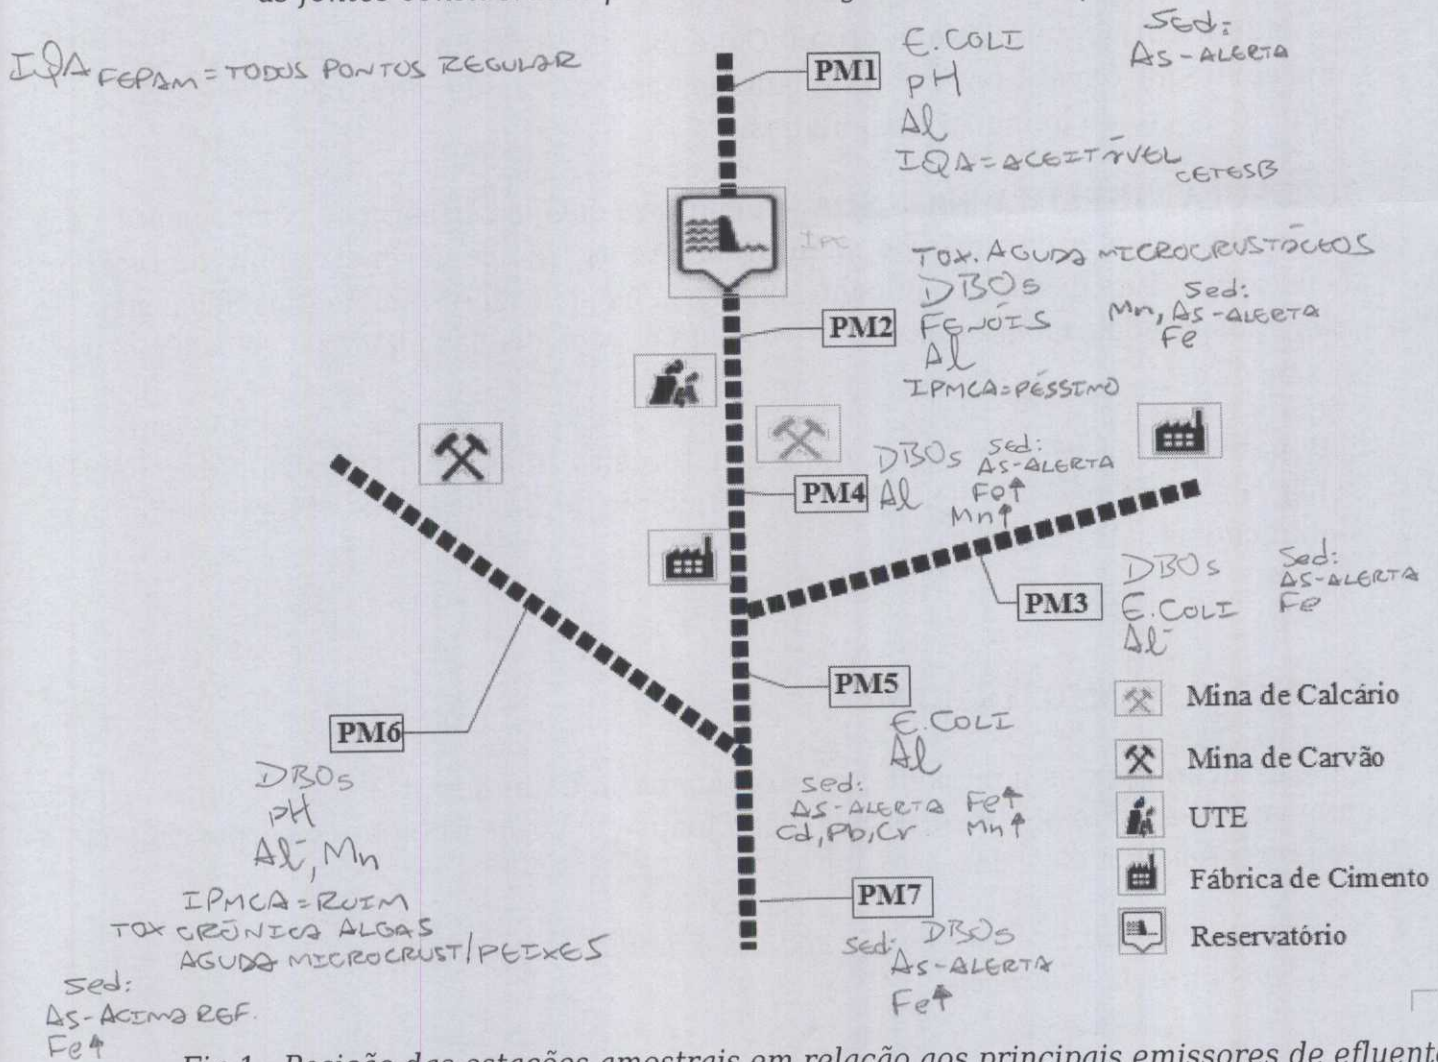 IQA FEPAM = TODOS PONTOS REGULAR
PM1
E.COLI
pH
Al
IQA = ACEITÁVEL CETESB
Sed:
As - ALERTA
PM2
TOX. AGUDA MICROCRUSTÁCEOS
DBO5
FENÓIS
Al
IPMCA = PÉSSIMO
Sed:
Mn, As - ALERTA
Fe
PM4
DBO5
Al
Sed:
As-ALERTA
Fe↑
Mn↑
PM3
DBO5
E.COLI
Al
Sed:
As-ALERTA
Fe
PM5
E.COLI
Al
Sed:
As-ALERTA Fe↑
Cd, Pb, Cr Mn↑
PM6
DBO5
pH
Al, Mn
IPMCA = RUIM
TOX CRÔNICA ALGAS
AGUDA MICROCRUST/PEIXES
Sed:
As-ACIMA REF.
Fe↑
PM7
DBO5
Sed:
As-ALERTA
Fe↑
Mina de Calcário
Mina de Carvão
UTE
Fábrica de Cimento
Reservatório
Posição das estações amostrais em relação aos principais emissores de